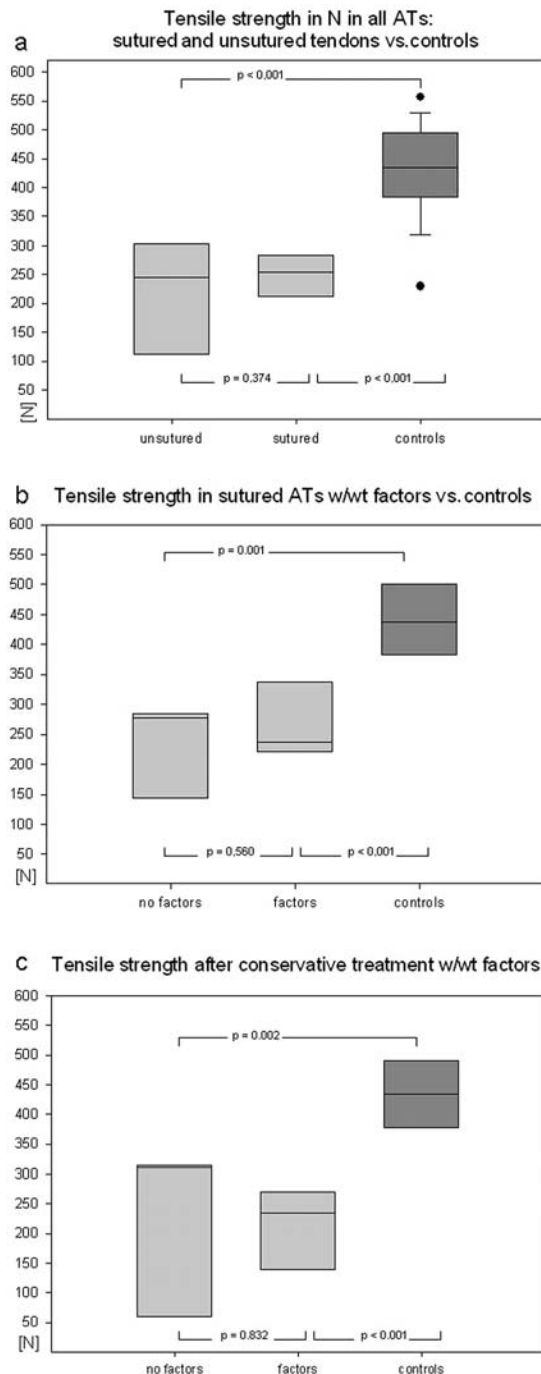 a
Tensile strength in N in all ATs:
sutured and unsutured tendons vs.controls
600
550
500
450
400
350
300
250
200
150
100
50
[N]
p < 0,001
p = 0,374
p <0,001
unsutured
sutured
controls
b
Tensile strength in sutured ATs w/wt factors vs. controls
600
550
500
450
400
350
300
250
200
150
100
50
[N]
p = 0.001
p = 0,560
p <0,001
no factors
factors
controls
c
Tensile strength after conservative treatment w/wt factors
600
550
500
450
400
350
300
250
200
150
100
50
[N]
p = 0.002
p = 0.832
p <0.001
no factors
factors
controls